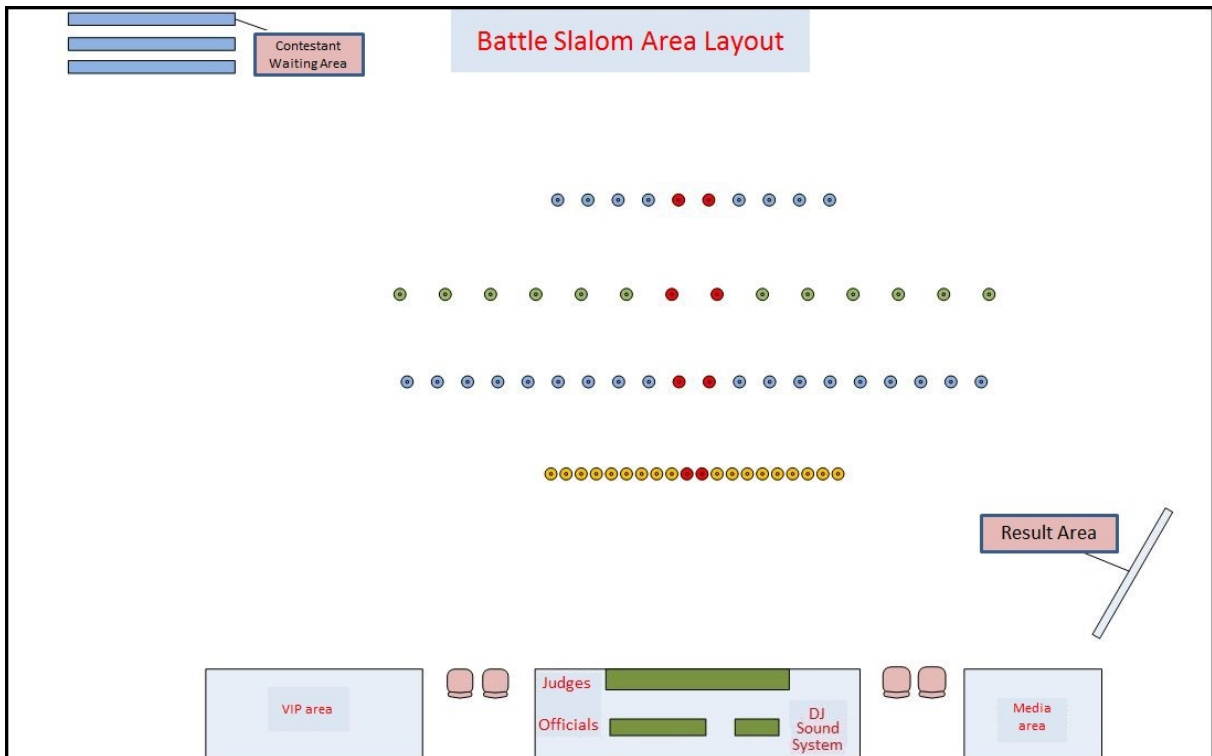 Battle Slalom Area Layout
Contestant
Waiting Area
Result Area
VIP area
Judges
Officials
DJ
Sound
System
Media
area